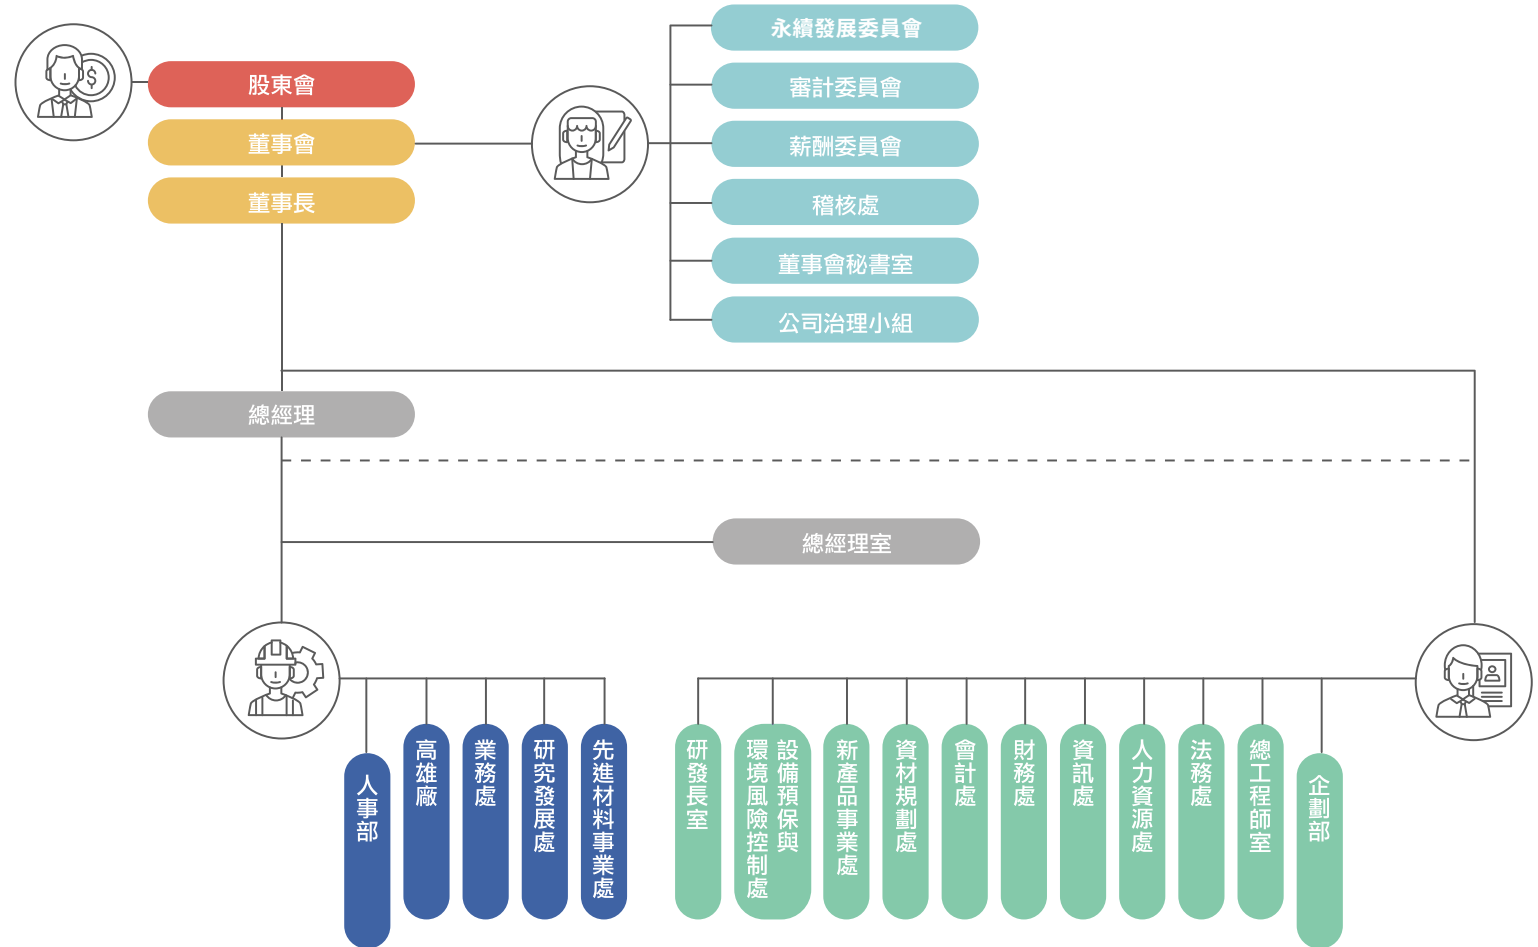 永續發展委員會
股東會
審計委員會
董事會
薪酬委員會
董事長
稽核處
董事會秘書室
公司治理小組
總經理
總經理室
人事部
高雄廠
業務處
研究發展處
先進材料事業處
研發長室
設備預保與
環境風險控制處
新產品事業處
資材規劃處
會計處
財務處
資訊處
人力資源處
法務處
總工程師室
企劃部